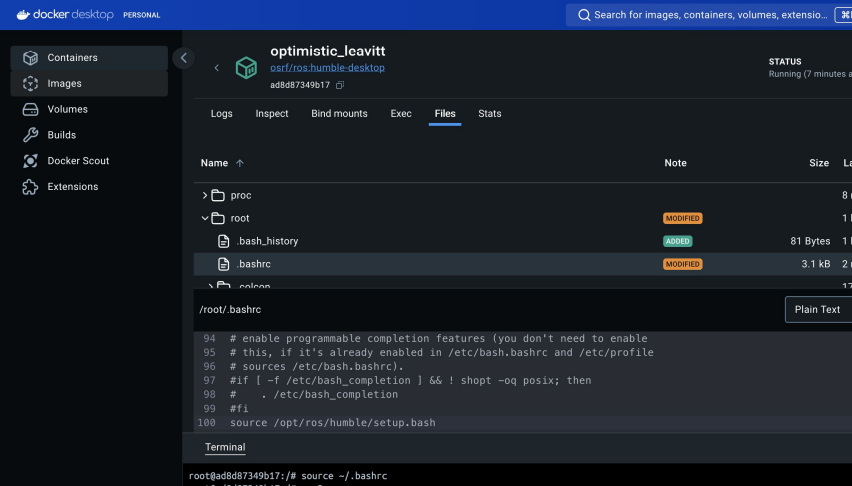 docker desktop PERSONAL
Search for images, containers, volumes, extensio...
Containers
Images
Volumes
Builds
Docker Scout
Extensions
optimistic_leavitt
osrf/ros:humble-desktop
ad8d87349b17
STATUS
Running (7 minutes a
Logs Inspect Bind mounts Exec Files Stats
Name Note Size La
proc 8
root MODIFIED 1
.bash_history ADDED 81 Bytes 1
.bashrc MODIFIED 3.1 kB 2
.colcon 17
/root/.bashrc Plain Text
94 # enable programmable completion features (you don't need to enable
95 # this, if it's already enabled in /etc/bash.bashrc and /etc/profile
96 # sources /etc/bash.bashrc).
97 #if [ -f /etc/bash_completion ] && ! shopt -oq posix; then
98 #    . /etc/bash_completion
99 #fi
100 source /opt/ros/humble/setup.bash
Terminal
root@ad8d87349b17:/# source ~/.bashrc